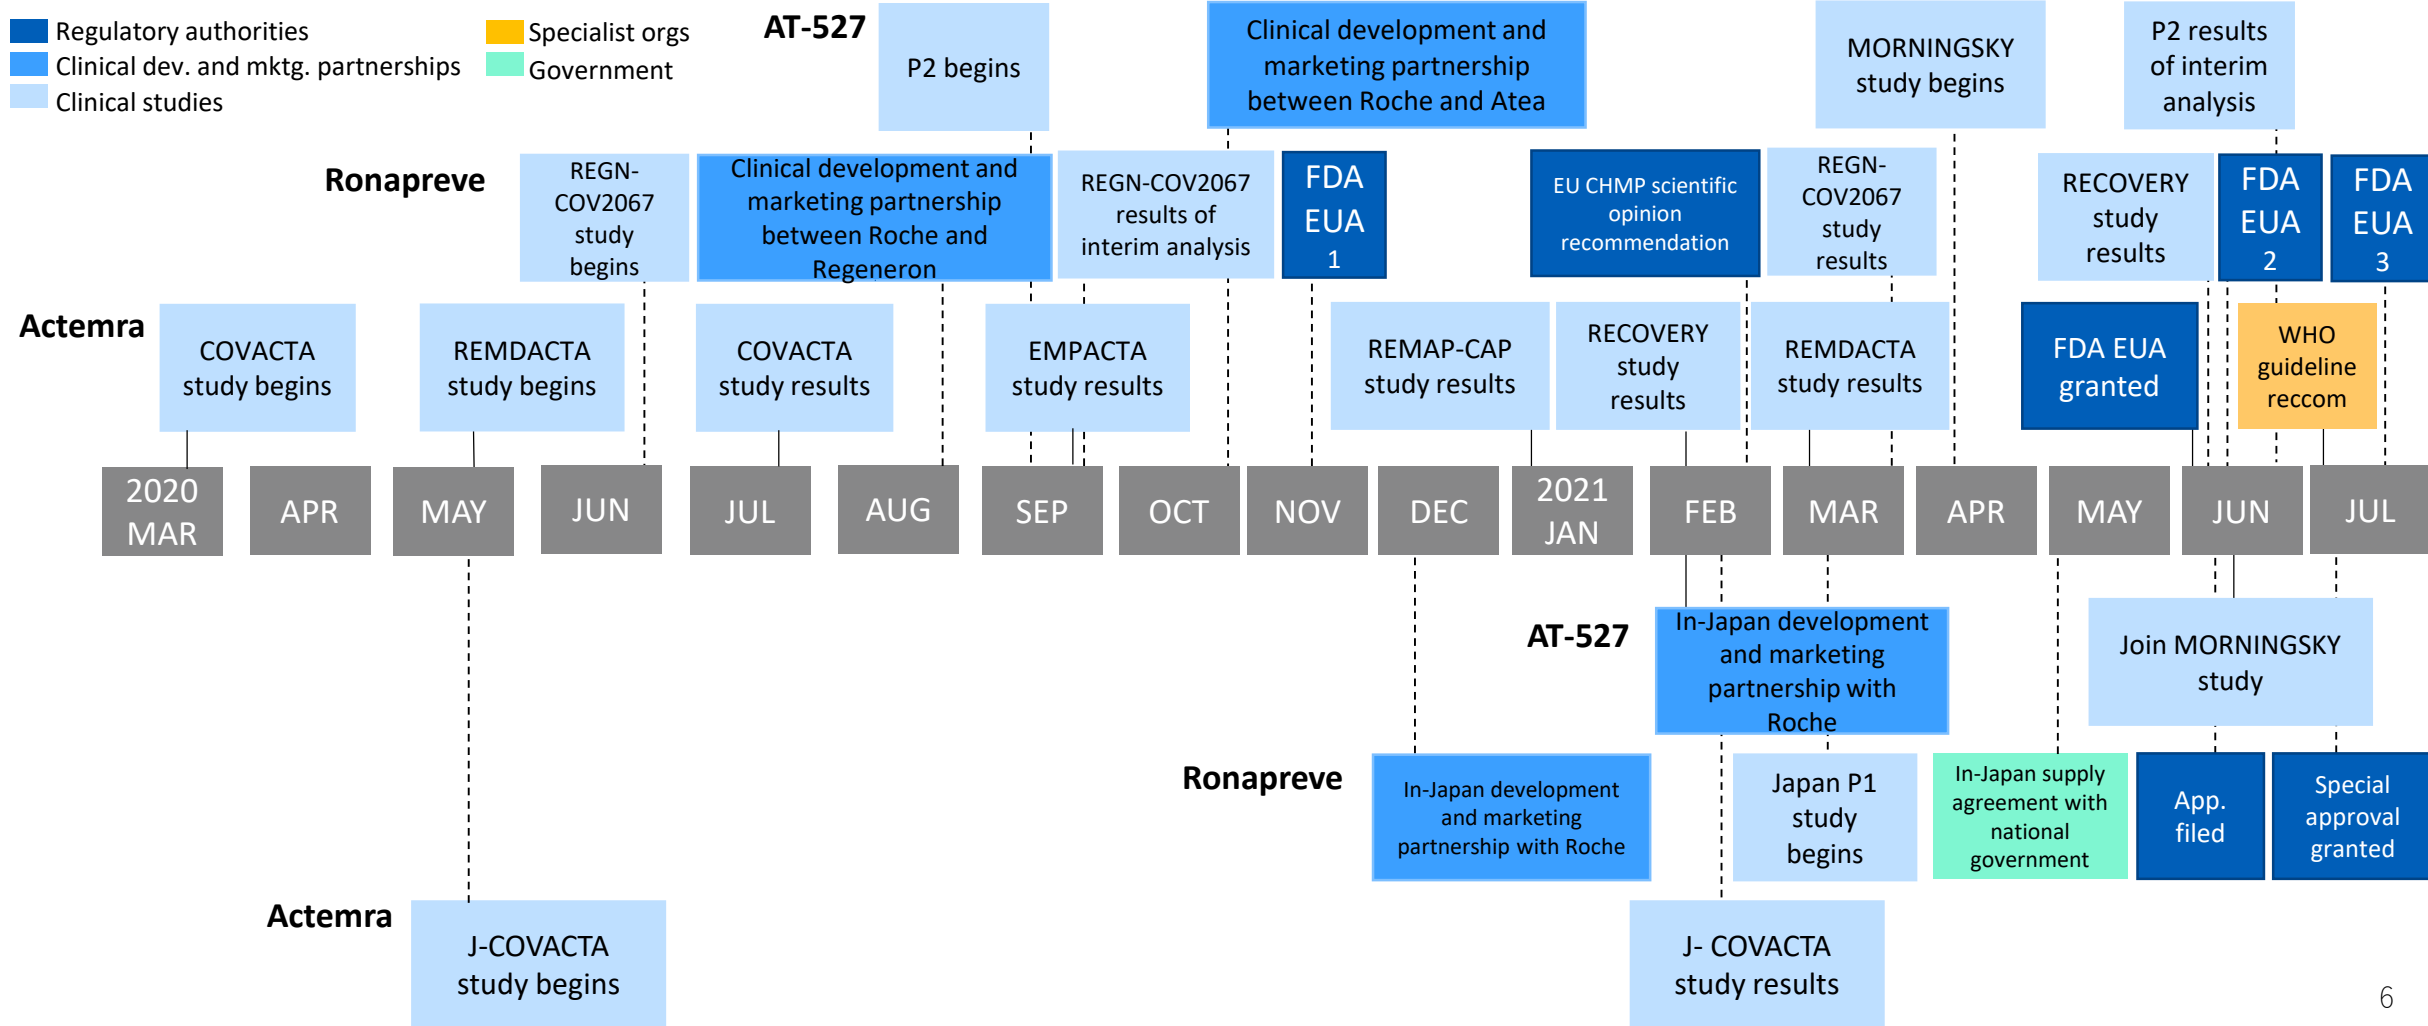 Regulatory authorities
Clinical dev. and mktg. partnerships
Clinical studies
Specialist orgs
Government
AT-527
P2 begins
Clinical development and
marketing partnership
between Roche and Atea
MORNINGSKY
study begins
P2 results
of interim
analysis
Ronapreve
REGN-
COV2067
study
begins
Clinical development and
marketing partnership
between Roche and
Regeneron
REGN-COV2067
results of
interim analysis
FDA
EUA
1
EU CHMP scientific
opinion
recommendation
REGN-
COV2067
study
results
RECOVERY
study
results
FDA
EUA
2
FDA
EUA
3
Actemra
COVACTA
study begins
REMDACTA
study begins
COVACTA
study results
EMPACTA
study results
REMAP-CAP
study results
RECOVERY
study
results
REMDACTA
study results
FDA EUA
granted
WHO
guideline
reccom
2020
MAR
APR
MAY
JUN
JUL
AUG
SEP
OCT
NOV
DEC
2021
JAN
FEB
MAR
APR
MAY
JUN
JUL
AT-527
In-Japan development
and marketing
partnership with
Roche
Join MORNINGSKY
study
Ronapreve
In-Japan development
and marketing
partnership with Roche
Japan P1
study
begins
In-Japan supply
agreement with
national
government
App.
filed
Special
approval
granted
Actemra
J-COVACTA
study begins
J- COVACTA
study results
6